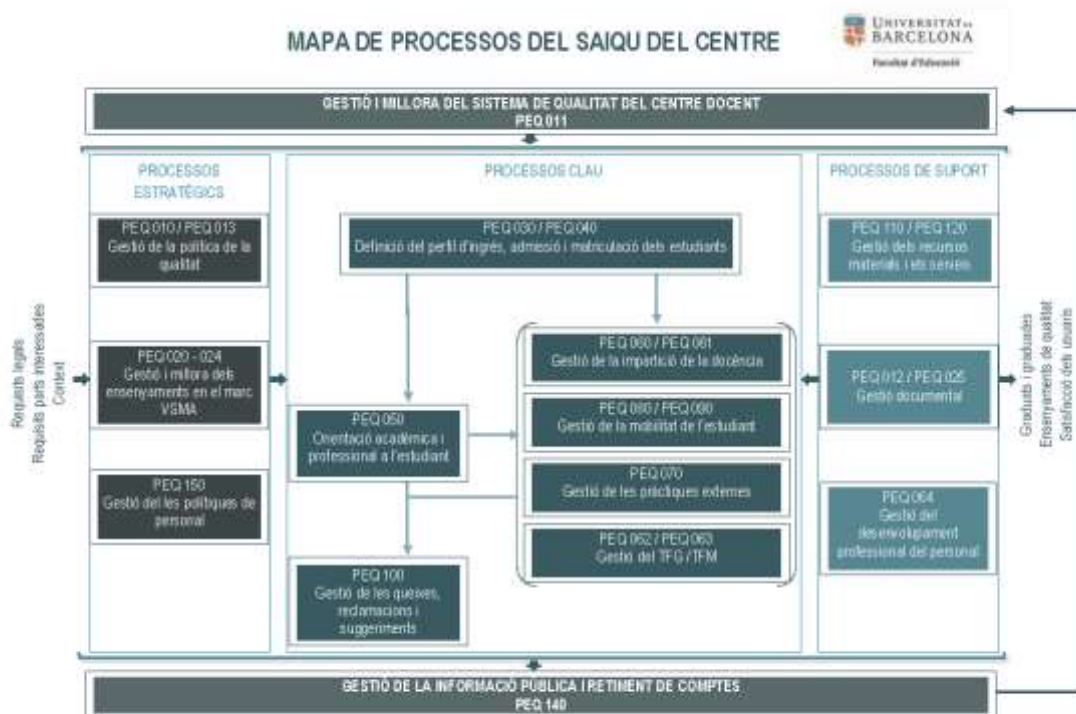 MAPA DE PROCESSOS DEL SAIQU DEL CENTRE
UNIVERSITAT DE
BARCELONA
Facultat d'Educació
GESTIÓ I MILLORA DEL SISTEMA DE QUALITAT DEL CENTRE DOCENT
PEQ 011
PROCESSOS
ESTRATÈGICS
PEQ 010 / PEQ 013
Gestió de la política de la
qualitat
PEQ 020 - 024
Gestió i millora dels
ensenyaments en el marc
VSMA
PEQ 150
Gestió del les polítiques de
personal
PROCESSOS CLAU
PEQ 030 / PEQ 040
Definició del perfil d'ingrés, admissió i matriculació dels estudiants
PEQ 060 / PEQ 061
Gestió de la impartició de la docència
PEQ 050
Orientació acadèmica i
professional a l'estudiant
PEQ 080 / PEQ 090
Gestió de la mobilitat de l'estudiant
PEQ 070
Gestió de les pràctiques externes
PEQ 062 / PEQ 063
Gestió del TFG / TFM
PEQ 100
Gestió de les queixes,
reclamacions i
suggeriments
PROCESSOS DE SUPORT
PEQ 110 / PEQ 120
Gestió dels recursos
materials i els serveis
PEQ 012 / PEQ 025
Gestió documental
PEQ 064
Gestió del
desenvolupament
professional del personal
Requisits legals
Requisits parts interessades
Context
Graduats i graduades
Ensenyaments de qualitat
Satisfacció dels usuaris
GESTIÓ DE LA INFORMACIÓ PÚBLICA I RETIMENT DE COMPTES
PEQ 140